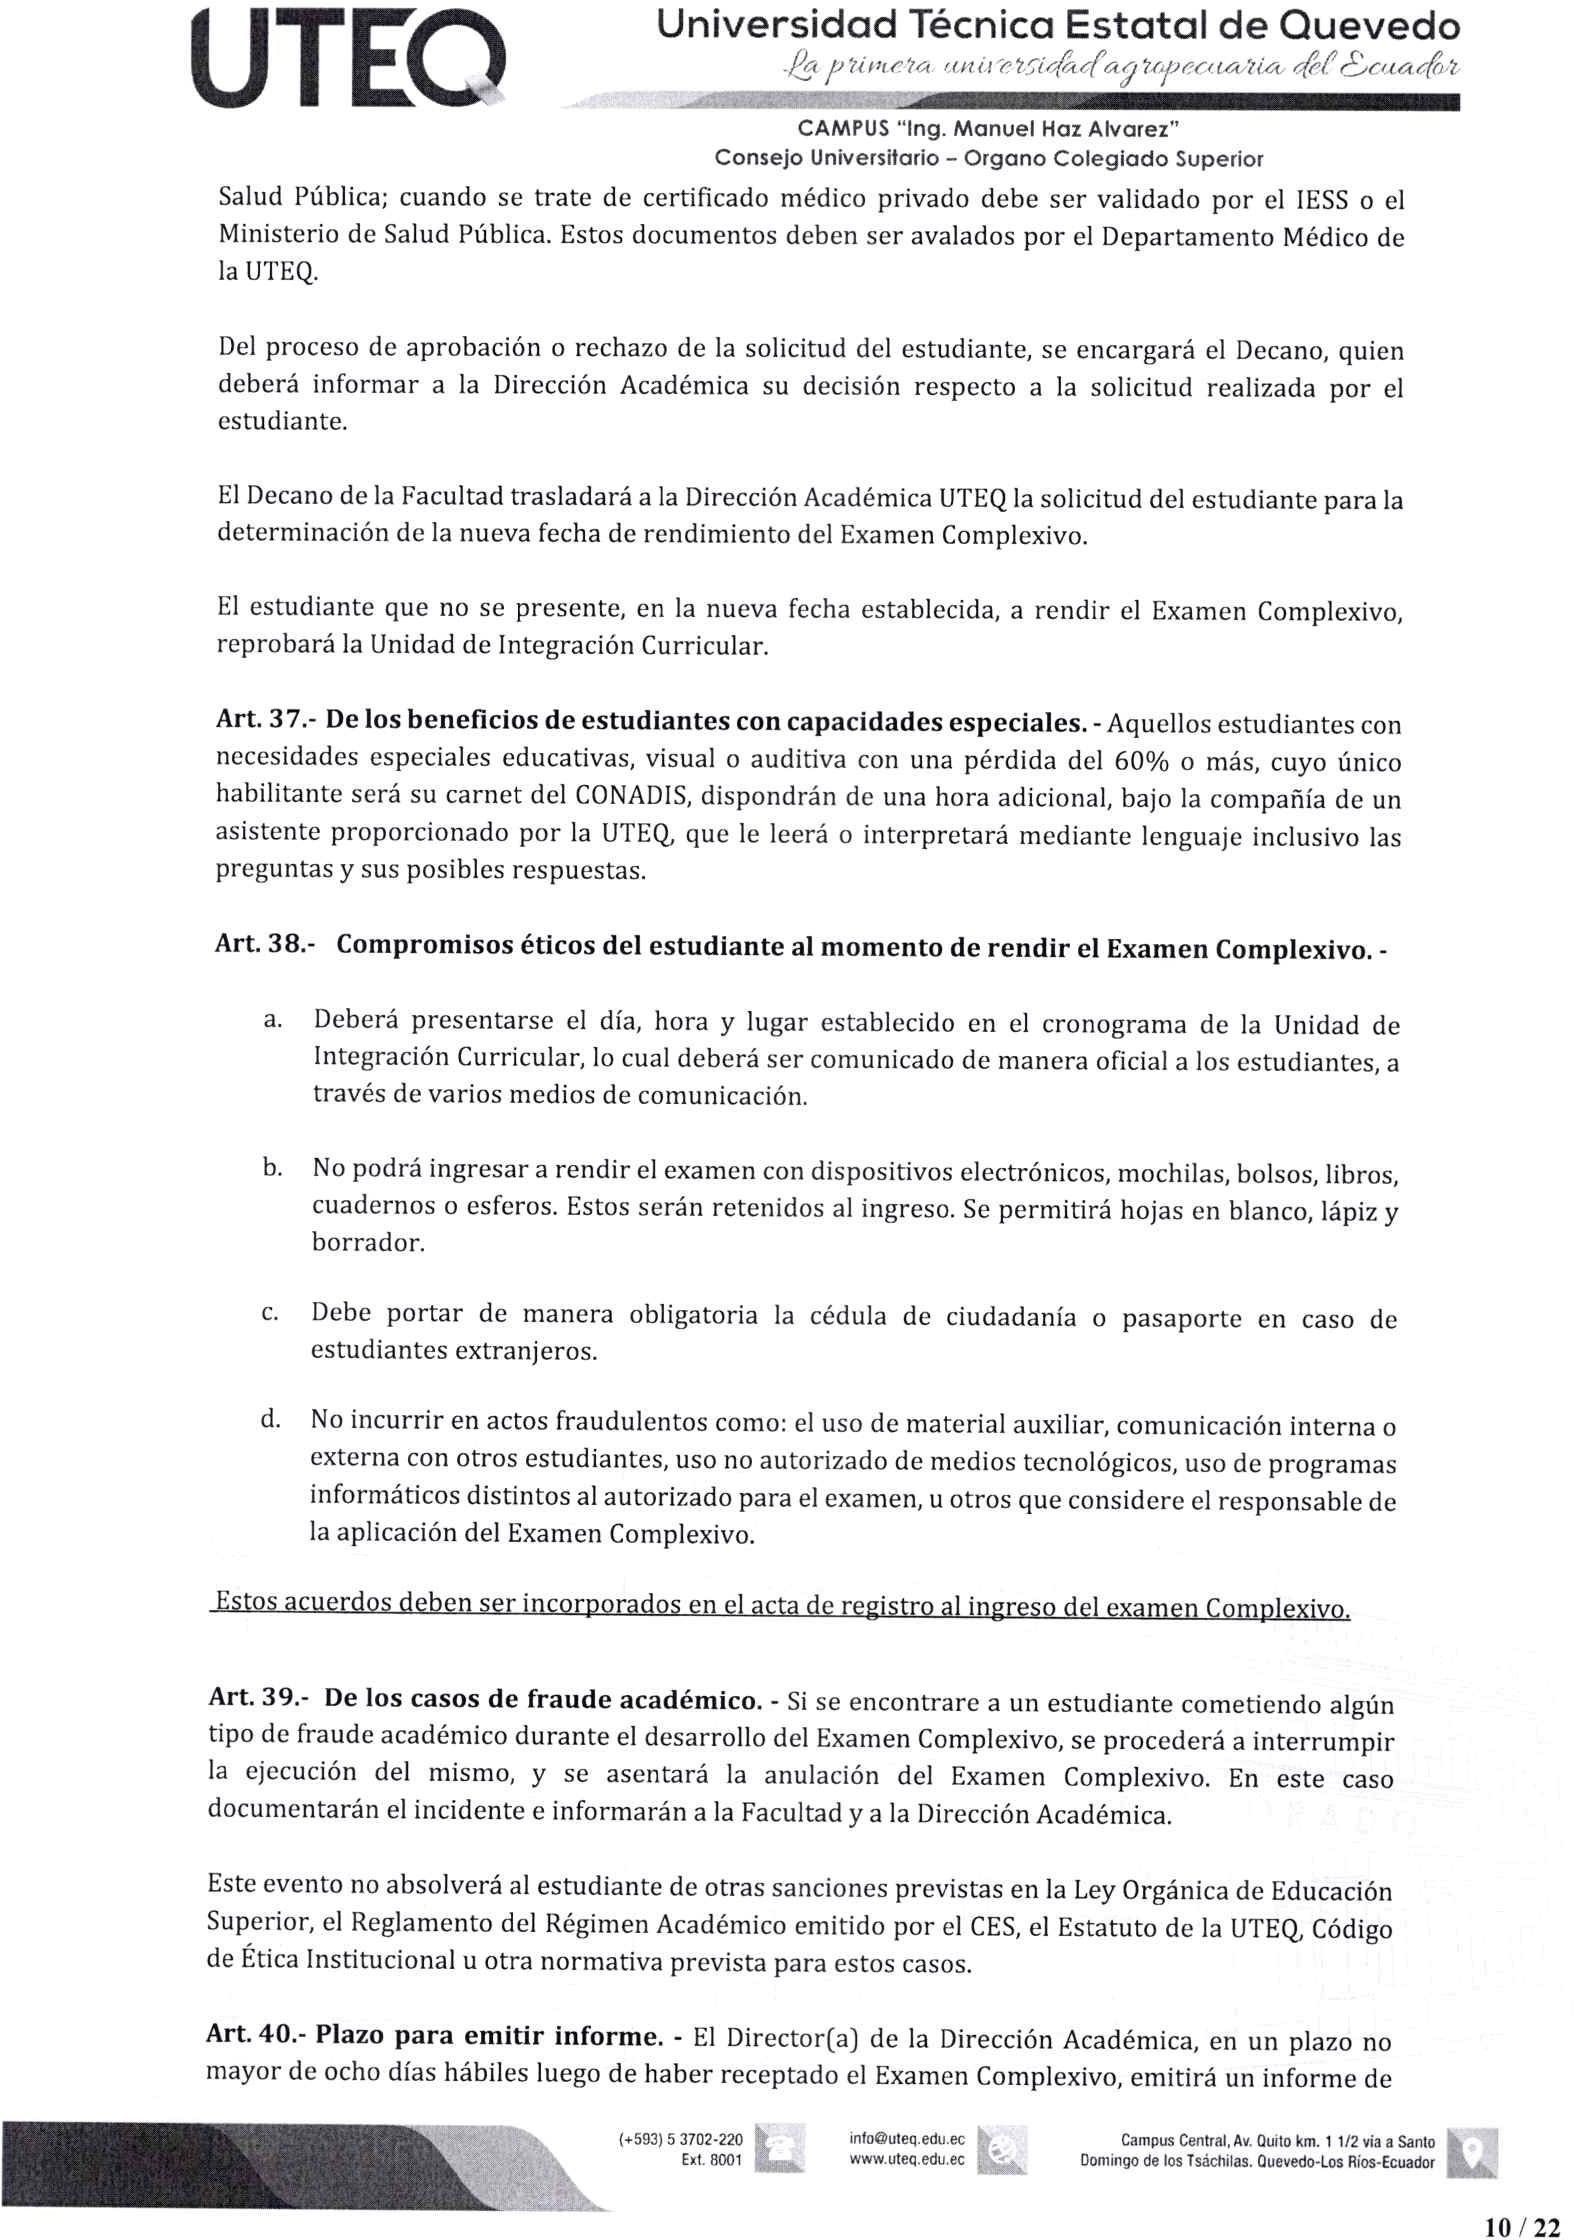 UTEQ
Universidad Técnica Estatal de Quevedo
La primera universidad agropecuaria del Ecuador
CAMPUS “Ing. Manuel Haz Alvarez”
Consejo Universitario – Organo Colegiado Superior
Salud Pública; cuando se trate de certificado médico privado debe ser validado por el IESS o el
Ministerio de Salud Pública. Estos documentos deben ser avalados por el Departamento Médico de
la UTEQ.
Del proceso de aprobación o rechazo de la solicitud del estudiante, se encargará el Decano, quien
deberá informar a la Dirección Académica su decisión respecto a la solicitud realizada por el
estudiante.
El Decano de la Facultad trasladará a la Dirección Académica UTEQ la solicitud del estudiante para la
determinación de la nueva fecha de rendimiento del Examen Complexivo.
El estudiante que no se presente, en la nueva fecha establecida, a rendir el Examen Complexivo,
reprobará la Unidad de Integración Curricular.
Art. 37.- De los beneficios de estudiantes con capacidades especiales. - Aquellos estudiantes con
necesidades especiales educativas, visual o auditiva con una pérdida del 60% o más, cuyo único
habilitante será su carnet del CONADIS, dispondrán de una hora adicional, bajo la compañía de un
asistente proporcionado por la UTEQ, que le leerá o interpretará mediante lenguaje inclusivo las
preguntas y sus posibles respuestas.
Art. 38.- Compromisos éticos del estudiante al momento de rendir el Examen Complexivo. -
a. Deberá presentarse el día, hora y lugar establecido en el cronograma de la Unidad de
Integración Curricular, lo cual deberá ser comunicado de manera oficial a los estudiantes, a
través de varios medios de comunicación.
b. No podrá ingresar a rendir el examen con dispositivos electrónicos, mochilas, bolsos, libros,
cuadernos o esferos. Estos serán retenidos al ingreso. Se permitirá hojas en blanco, lápiz y
borrador.
c. Debe portar de manera obligatoria la cédula de ciudadanía o pasaporte en caso de
estudiantes extranjeros.
d. No incurrir en actos fraudulentos como: el uso de material auxiliar, comunicación interna o
externa con otros estudiantes, uso no autorizado de medios tecnológicos, uso de programas
informáticos distintos al autorizado para el examen, u otros que considere el responsable de
la aplicación del Examen Complexivo.
Estos acuerdos deben ser incorporados en el acta de registro al ingreso del examen Complexivo.
Art. 39.- De los casos de fraude académico. - Si se encontrare a un estudiante cometiendo algún
tipo de fraude académico durante el desarrollo del Examen Complexivo, se procederá a interrumpir
la ejecución del mismo, y se asentará la anulación del Examen Complexivo. En este caso
documentarán el incidente e informarán a la Facultad y a la Dirección Académica.
Este evento no absolverá al estudiante de otras sanciones previstas en la Ley Orgánica de Educación
Superior, el Reglamento del Régimen Académico emitido por el CES, el Estatuto de la UTEQ, Código
de Ética Institucional u otra normativa prevista para estos casos.
Art. 40.- Plazo para emitir informe. - El Director(a) de la Dirección Académica, en un plazo no
mayor de ocho días hábiles luego de haber receptado el Examen Complexivo, emitirá un informe de
(+593) 5 3702-220
Ext. 8001
info@uteq.edu.ec
www.uteq.edu.ec
Campus Central, Av. Quito km. 1 1/2 vía a Santo
Domingo de los Tsáchilas. Quevedo-Los Ríos-Ecuador
10 / 22